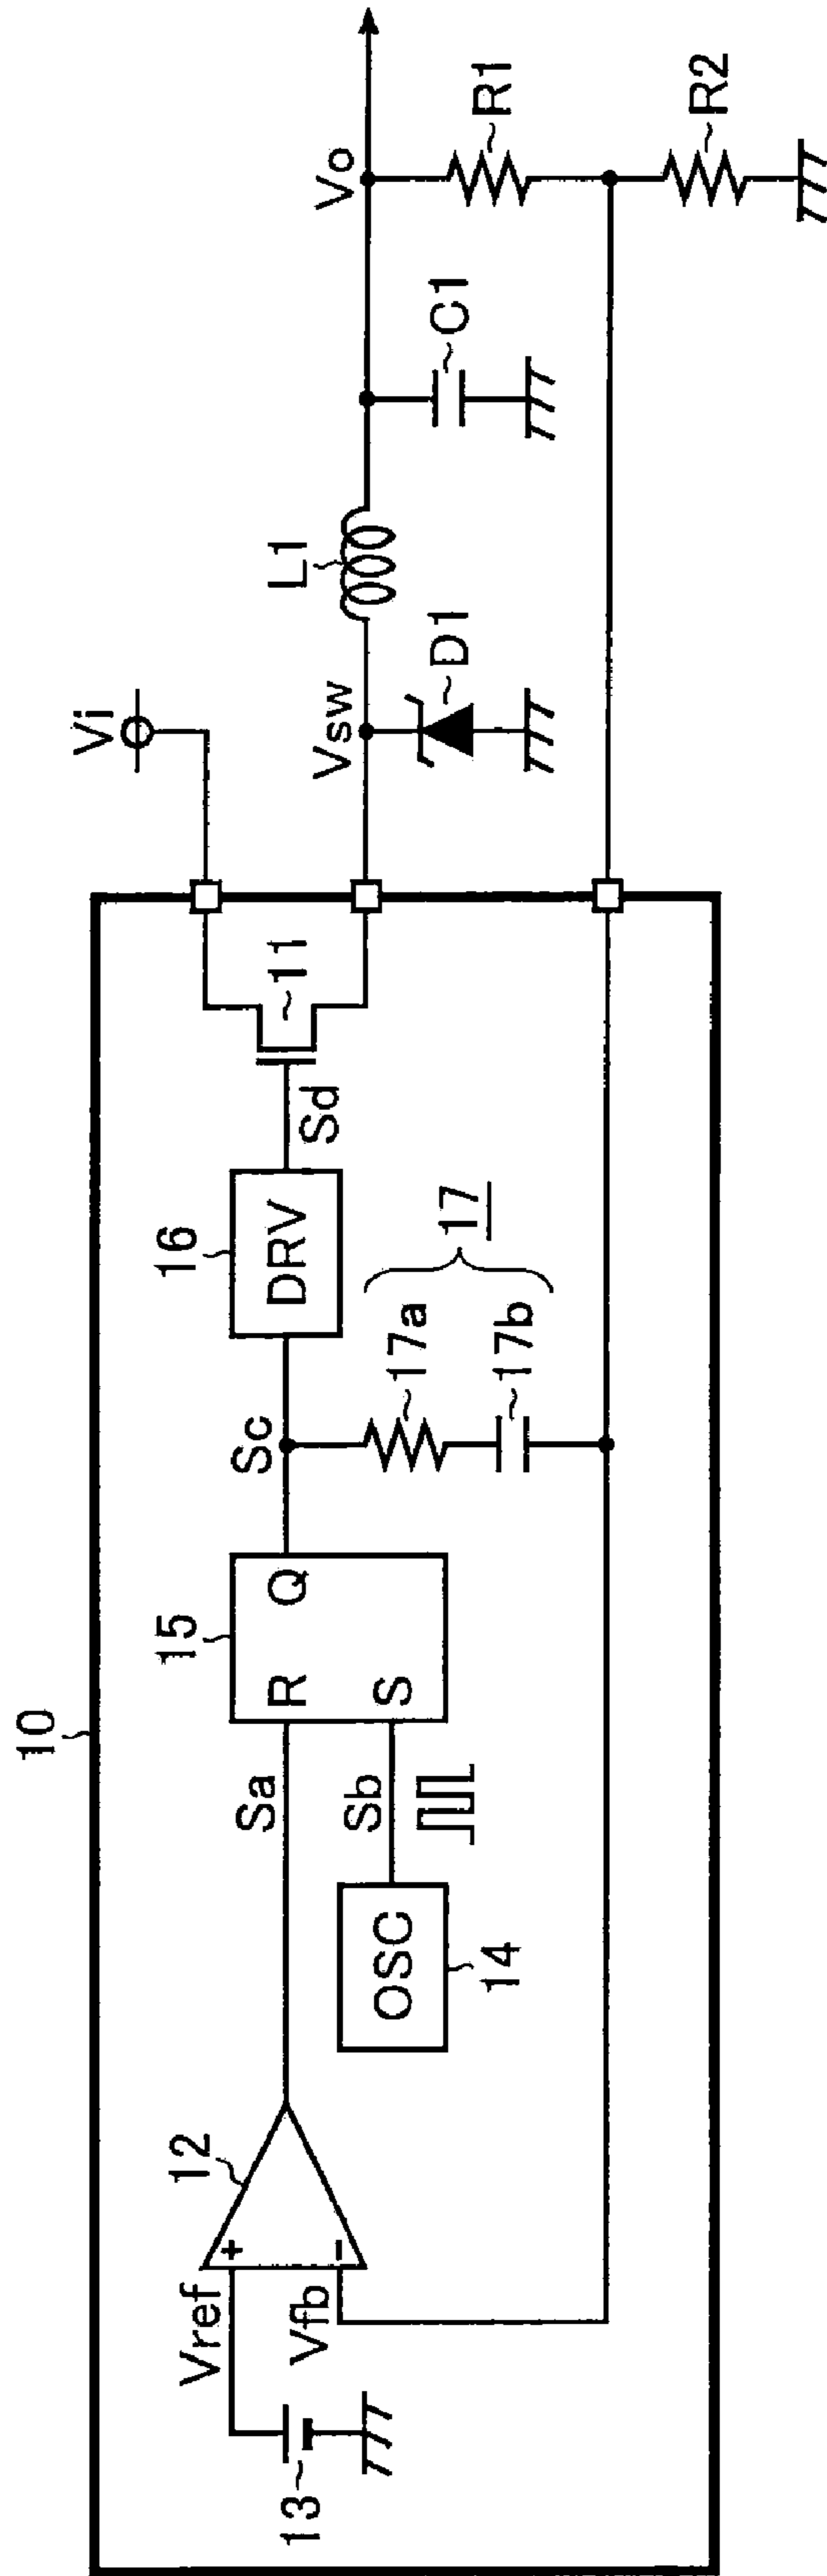 10
Vi
Vo
Vsw
L1
D1
C1
R1
R2
11
Sd
16
DRV
Sc
17
17a
17b
15
R
Q
S
Sa
Sb
OSC
14
12
+
-
Vref
Vfb
13